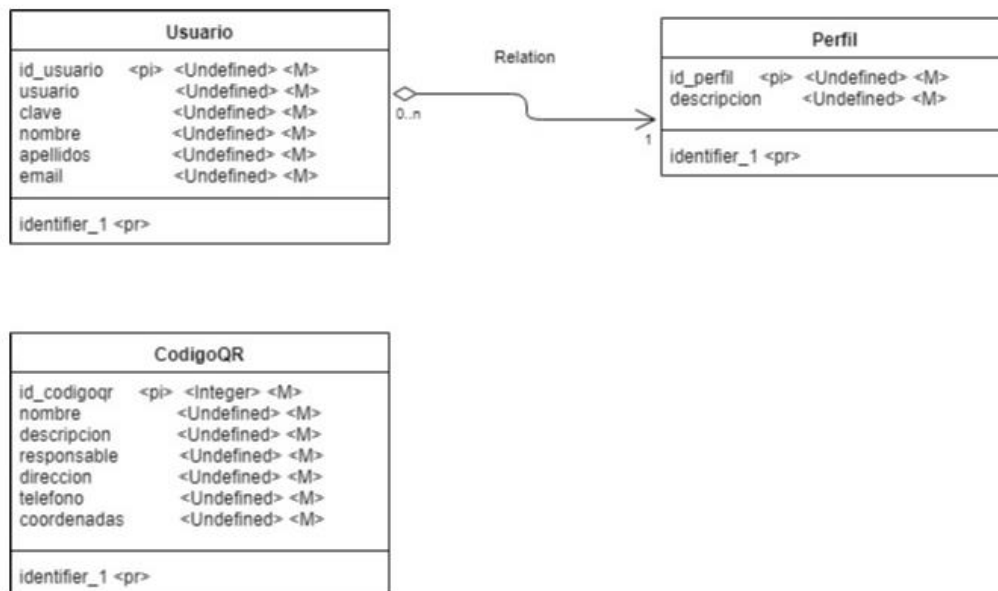 Usuario
id_usuario <pi> <Undefined> <M>
usuario <Undefined> <M>
clave <Undefined> <M>
nombre <Undefined> <M>
apellidos <Undefined> <M>
email <Undefined> <M>
identifier_1 <pr>
Relation
0..n
1
Perfil
id_perfil <pi> <Undefined> <M>
descripcion <Undefined> <M>
identifier_1 <pr>
CodigoQR
id_codigoqr <pi> <Integer> <M>
nombre <Undefined> <M>
descripcion <Undefined> <M>
responsable <Undefined> <M>
direccion <Undefined> <M>
telefono <Undefined> <M>
coordenadas <Undefined> <M>
identifier_1 <pr>